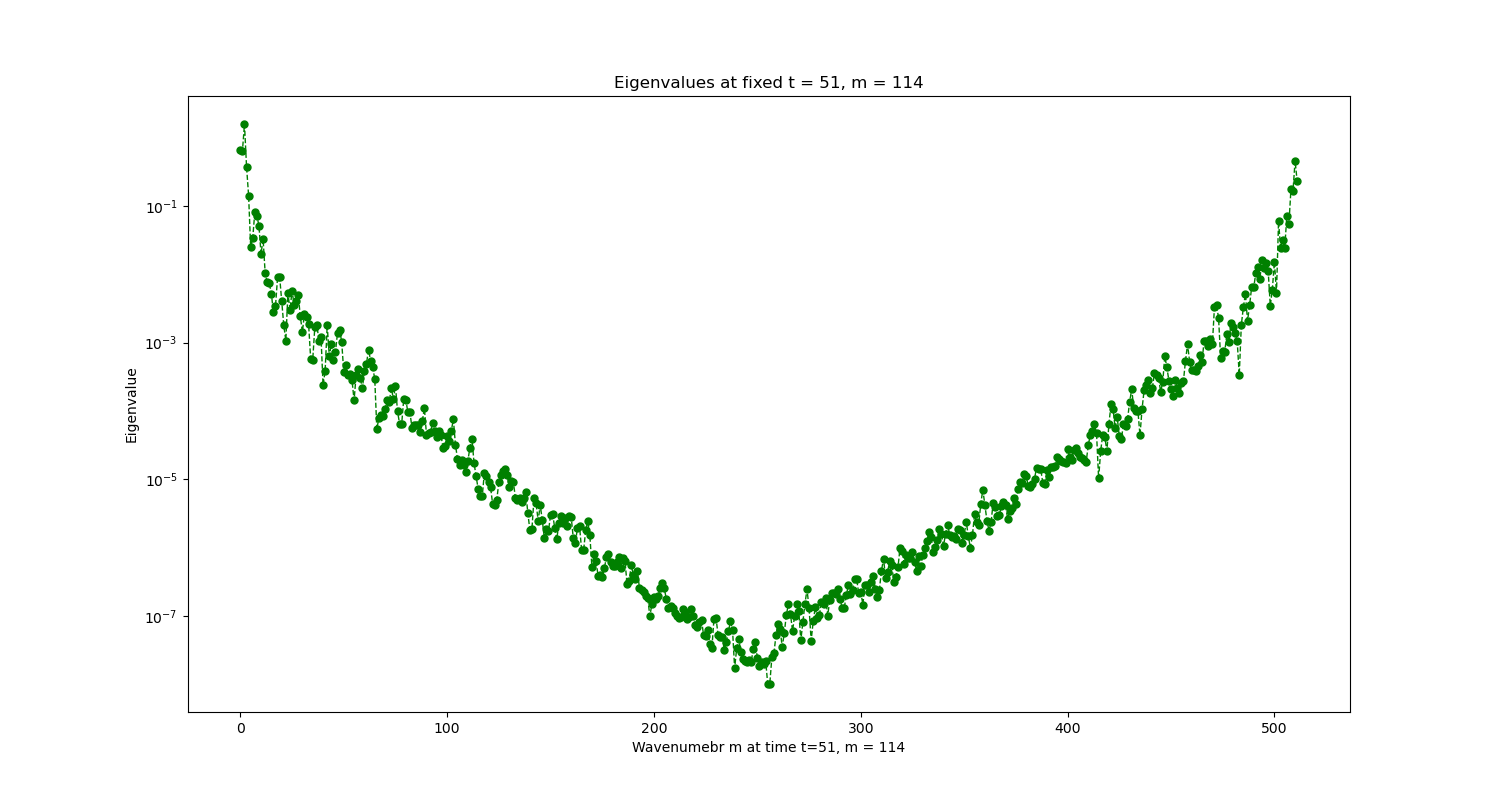 Eigenvalues at fixed t = 51, m = 114
Eigenvalue
10⁻¹
10⁻³
10⁻⁵
10⁻⁷
0 100 200 300 400 500
Wavenumebr m at time t=51, m = 114